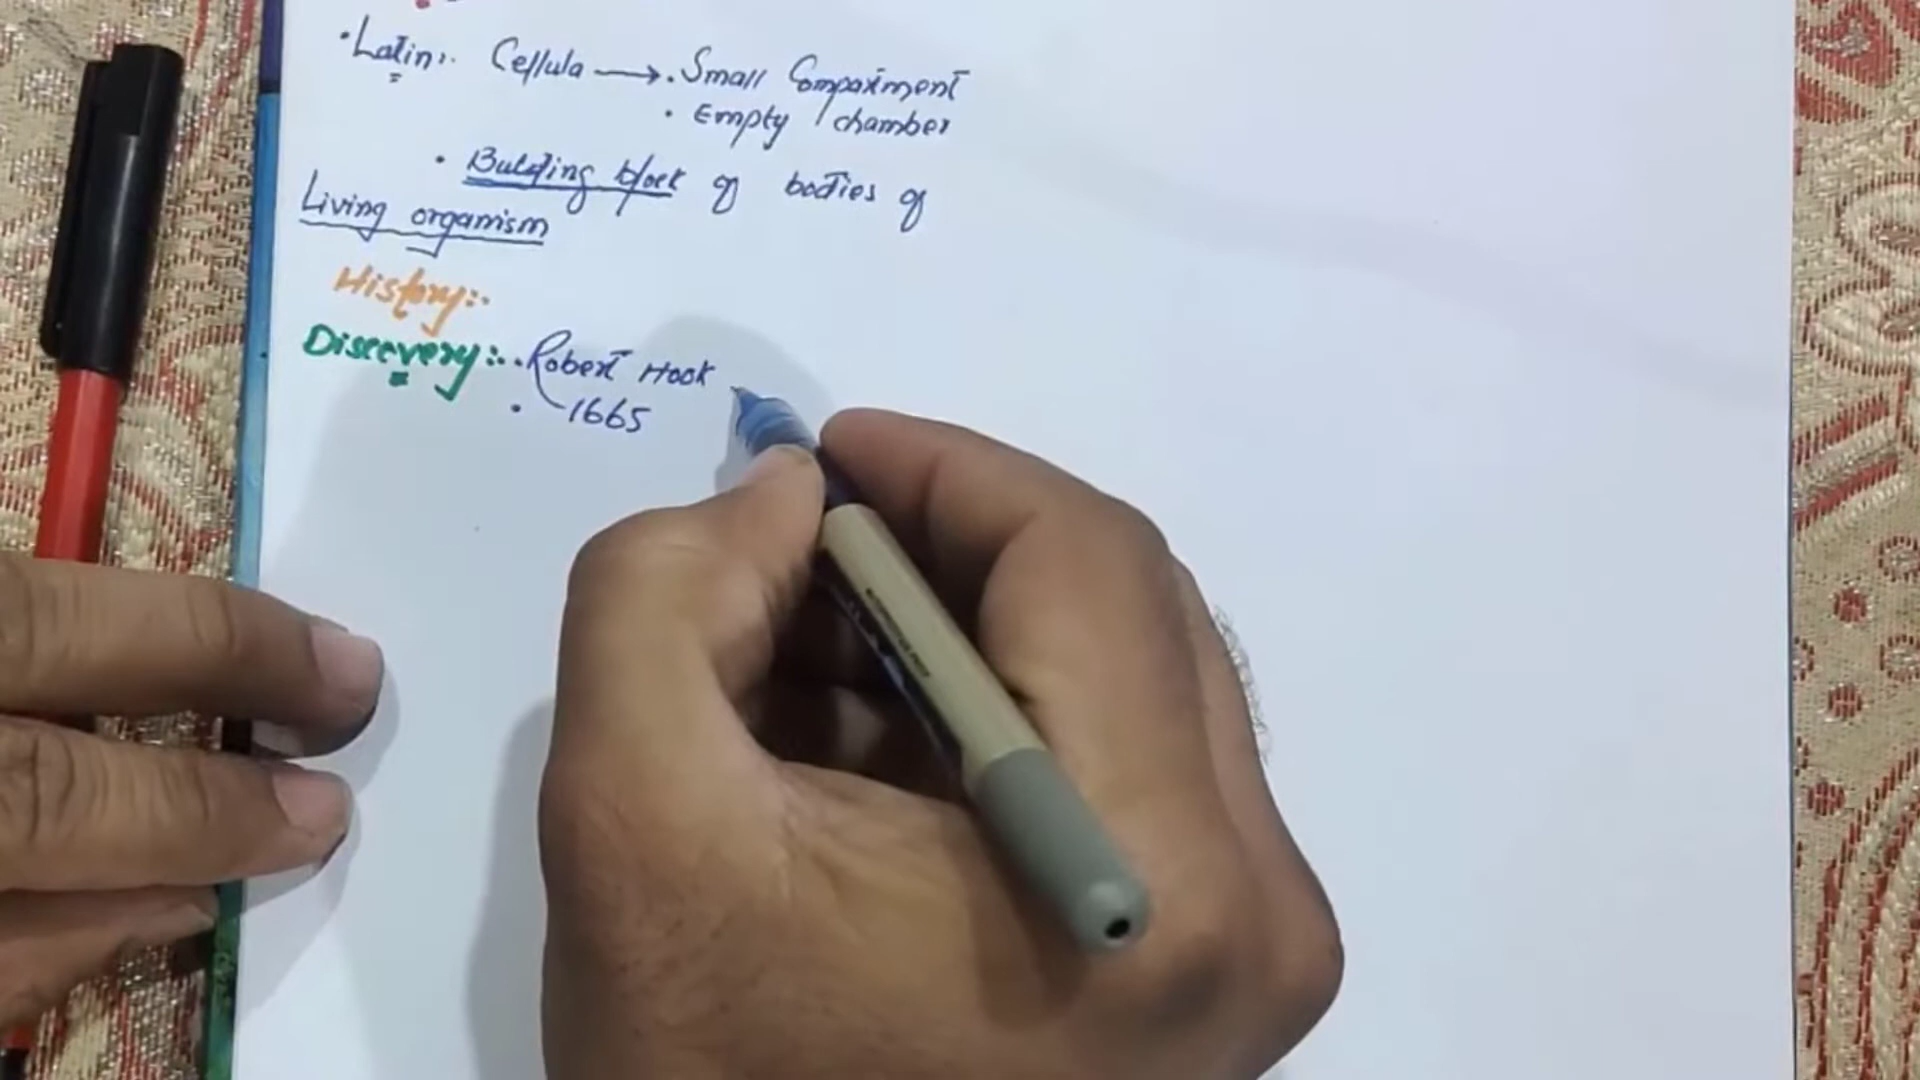 • Latin:- Cellula → • Small Compartment
• Empty chamber
• Building block of bodies of
Living organism
History:-
Discovery:- • Robert Hook
• 1665